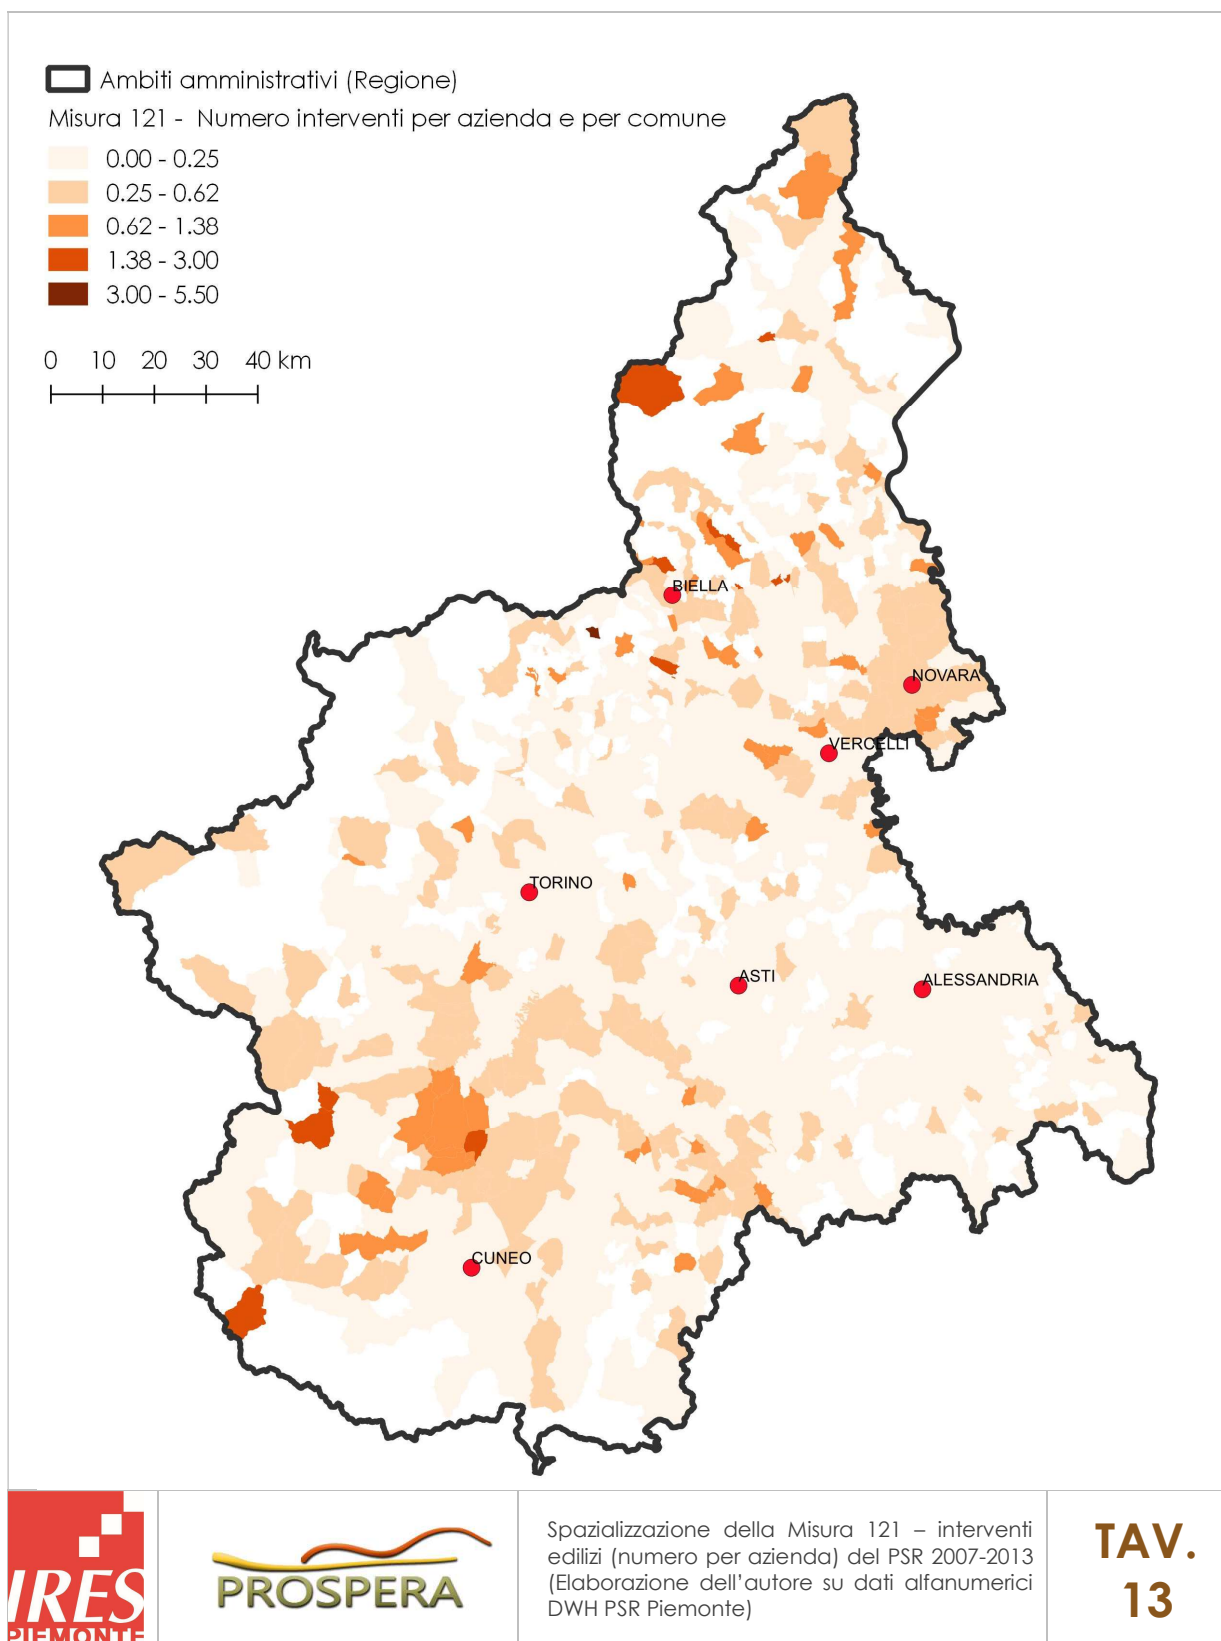 Ambiti amministrativi (Regione)
Misura 121 - Numero interventi per azienda e per comune
0.00 - 0.25
0.25 - 0.62
0.62 - 1.38
1.38 - 3.00
3.00 - 5.50
0 10 20 30 40 km
BIELLA
NOVARA
VERCELLI
TORINO
ASTI
ALESSANDRIA
CUNEO
IRES
PIEMONTE
PROSPERA
Spazializzazione della Misura 121 – interventi
edilizi (numero per azienda) del PSR 2007-2013
(Elaborazione dell'autore su dati alfanumerici
DWH PSR Piemonte)
TAV.
13